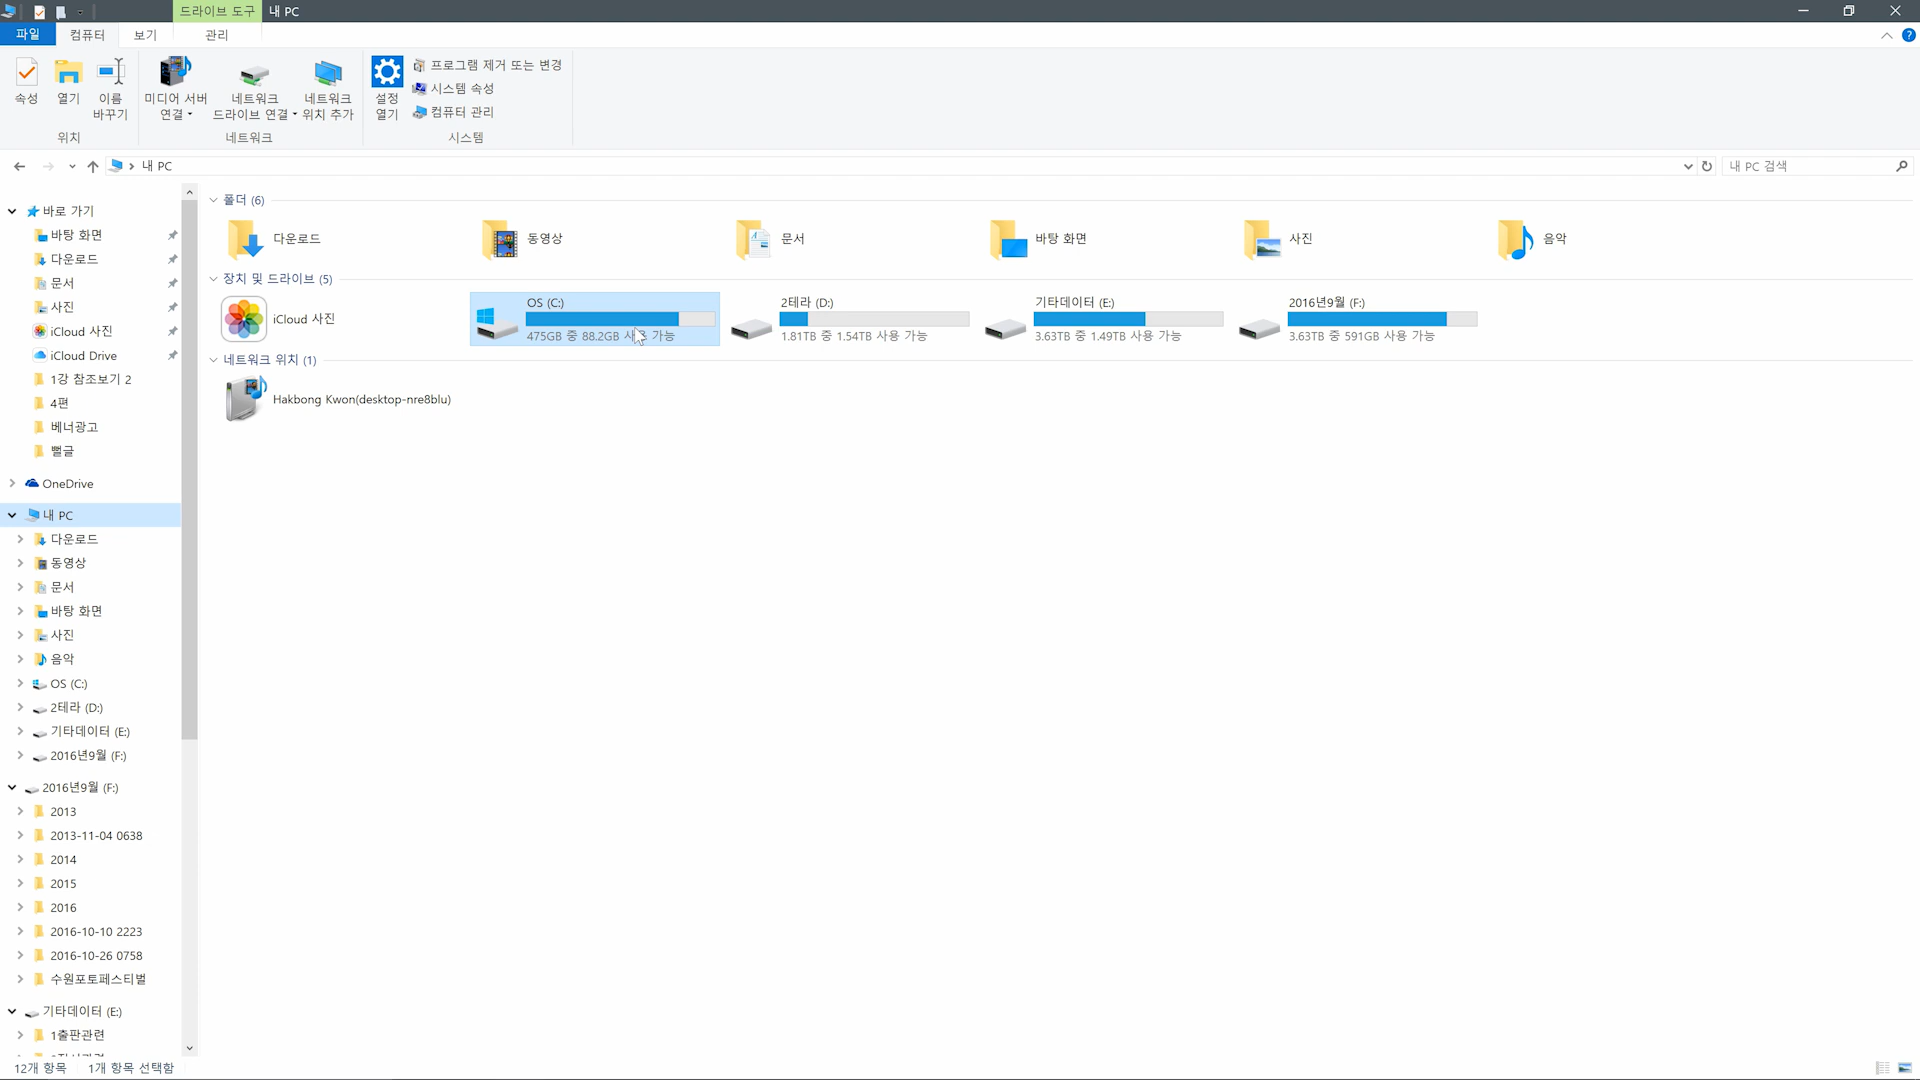 드라이브 도구
내 PC
파일
컴퓨터
보기
관리
속성
열기
이름
바꾸기
위치
미디어 서버
연결
네트워크
드라이브 연결
네트워크
위치 추가
네트워크
설정
열기
프로그램 제거 또는 변경
시스템 속성
컴퓨터 관리
시스템
내 PC
내 PC 검색
바로 가기
바탕 화면
다운로드
문서
사진
iCloud 사진
iCloud Drive
1강 참조보기 2
4편
베너광고
뻘글
OneDrive
내 PC
다운로드
동영상
문서
바탕 화면
사진
음악
OS (C:)
2테라 (D:)
기타데이터 (E:)
2016년9월 (F:)
2016년9월 (F:)
2013
2013-11-04 0638
2014
2015
2016
2016-10-10 2223
2016-10-26 0758
수원포토페스티벌
기타데이터 (E:)
1출판관련
폴더 (6)
다운로드
동영상
문서
바탕 화면
사진
음악
장치 및 드라이브 (5)
iCloud 사진
OS (C:)
475GB 중 88.2GB 사용 가능
2테라 (D:)
1.81TB 중 1.54TB 사용 가능
기타데이터 (E:)
3.63TB 중 1.49TB 사용 가능
2016년9월 (F:)
3.63TB 중 591GB 사용 가능
네트워크 위치 (1)
Hakbong Kwon(desktop-nre8blu)
12개 항목
1개 항목 선택함